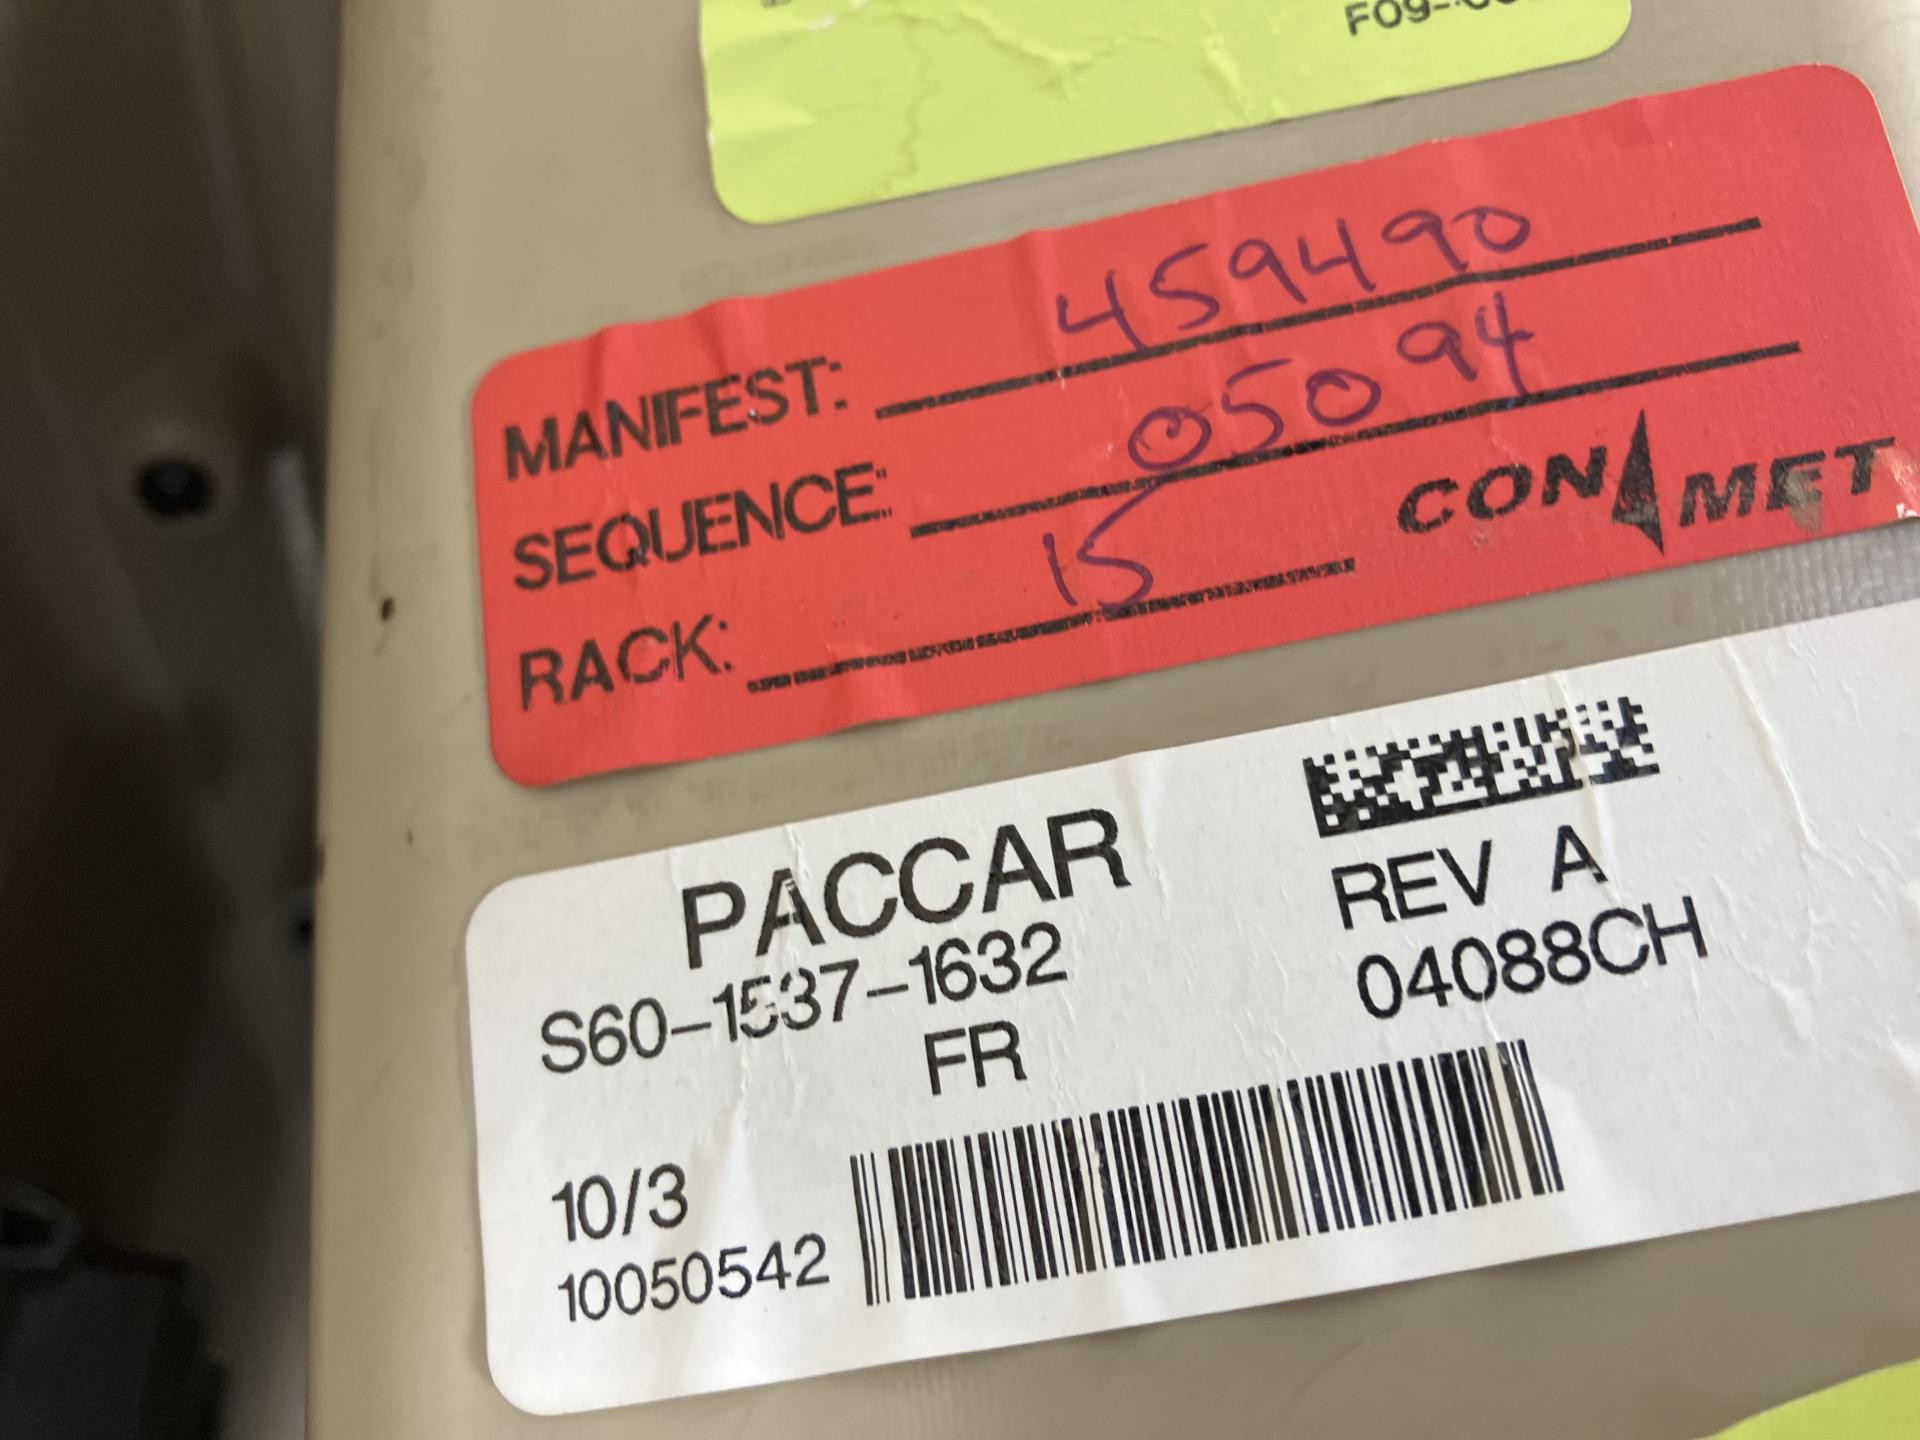 MANIFEST: 459490
SEQUENCE: 05094
RACK: 15
CON MET
PACCAR
REV A
S60-1537-1632
04088CH
FR
10/3
10050542